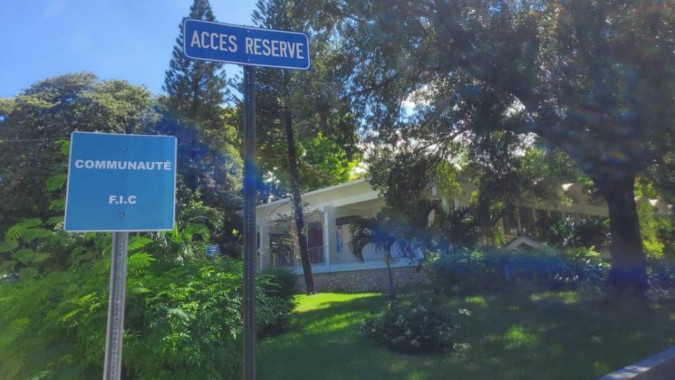 ACCES RESERVE
COMMUNAUTÉ
F.I.C